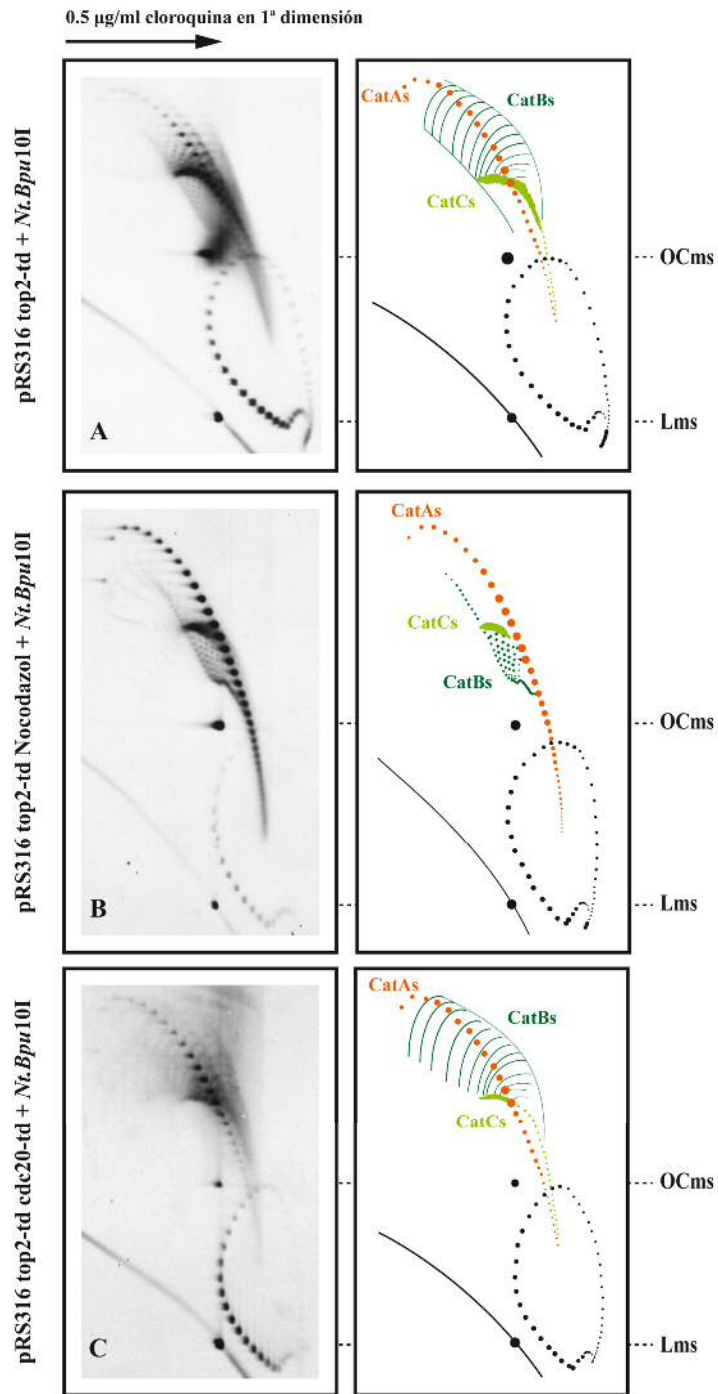 0.5 µg/ml cloroquina en 1ª dimensión
pRS316 top2-td + Nt.Bpu10I
A
CatAs
CatBs
CatCs
OCms
Lms
pRS316 top2-td Nocodazol + Nt.Bpu10I
B
CatAs
CatCs
CatBs
OCms
Lms
pRS316 top2-td cdc20-td + Nt.Bpu10I
C
CatAs
CatBs
CatCs
OCms
Lms